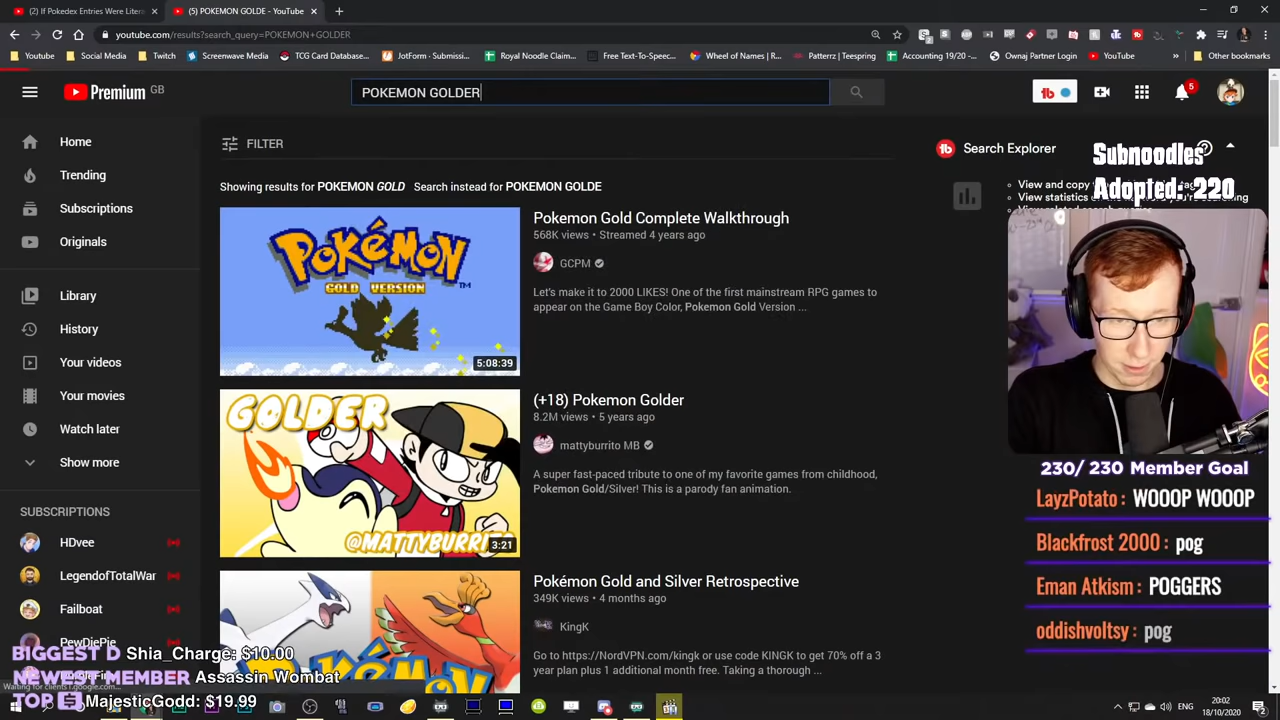 (2) If Pokedex Entries Were Liter
(5) POKEMON GOLDE - YouTube
youtube.com/results?search_query=POKEMON+GOLDER
Youtube
Social Media
Twitch
Screenwave Media
TCG Card Database...
JotForm - Submissi...
Royal Noodle Claim...
Free Text-To-Speec...
Wheel of Names | R...
Patterrz | Teespring
Accounting 19/20 -...
Ownaj Partner Login
YouTube
Other bookmarks
Premium GB
POKEMON GOLDER
5
Home
Trending
Subscriptions
Originals
Library
History
Your videos
Your movies
Watch later
Show more
SUBSCRIPTIONS
HDvee
LegendofTotalWar
Failboat
PewDiePie
FILTER
Showing results for POKEMON GOLD Search instead for POKEMON GOLDE
POKÉMON
GOLD VERSION
TM
5:08:39
Pokemon Gold Complete Walkthrough
568K views • Streamed 4 years ago
GCPM
Let's make it to 2000 LIKES! One of the first mainstream RPG games to
appear on the Game Boy Color, Pokemon Gold Version ...
GOLDER
3:21
(+18) Pokemon Golder
8.2M views • 5 years ago
mattyburrito MB
A super fast-paced tribute to one of my favorite games from childhood,
Pokemon Gold/Silver! This is a parody fan animation.
Pokémon Gold and Silver Retrospective
349K views • 4 months ago
KingK
Go to https://NordVPN.com/kingk or use code KINGK to get 70% off a 3
year plan plus 1 additional month free. Taking a thorough ...
Search Explorer
Subnoodles
Adopted: 220
230/ 230 Member Goal
LayzPotato : WOOOP WOOOP
Blackfrost 2000 : pog
Eman Atkism : POGGERS
oddishvoltsy : pog
BIGGEST D Shia_Charge: $10.00
NEWEST MEMBER Assassin Wombat
MajesticGodd: $19.99
Waiting for clients1.google.com...
ENG
20:02
18/10/2020